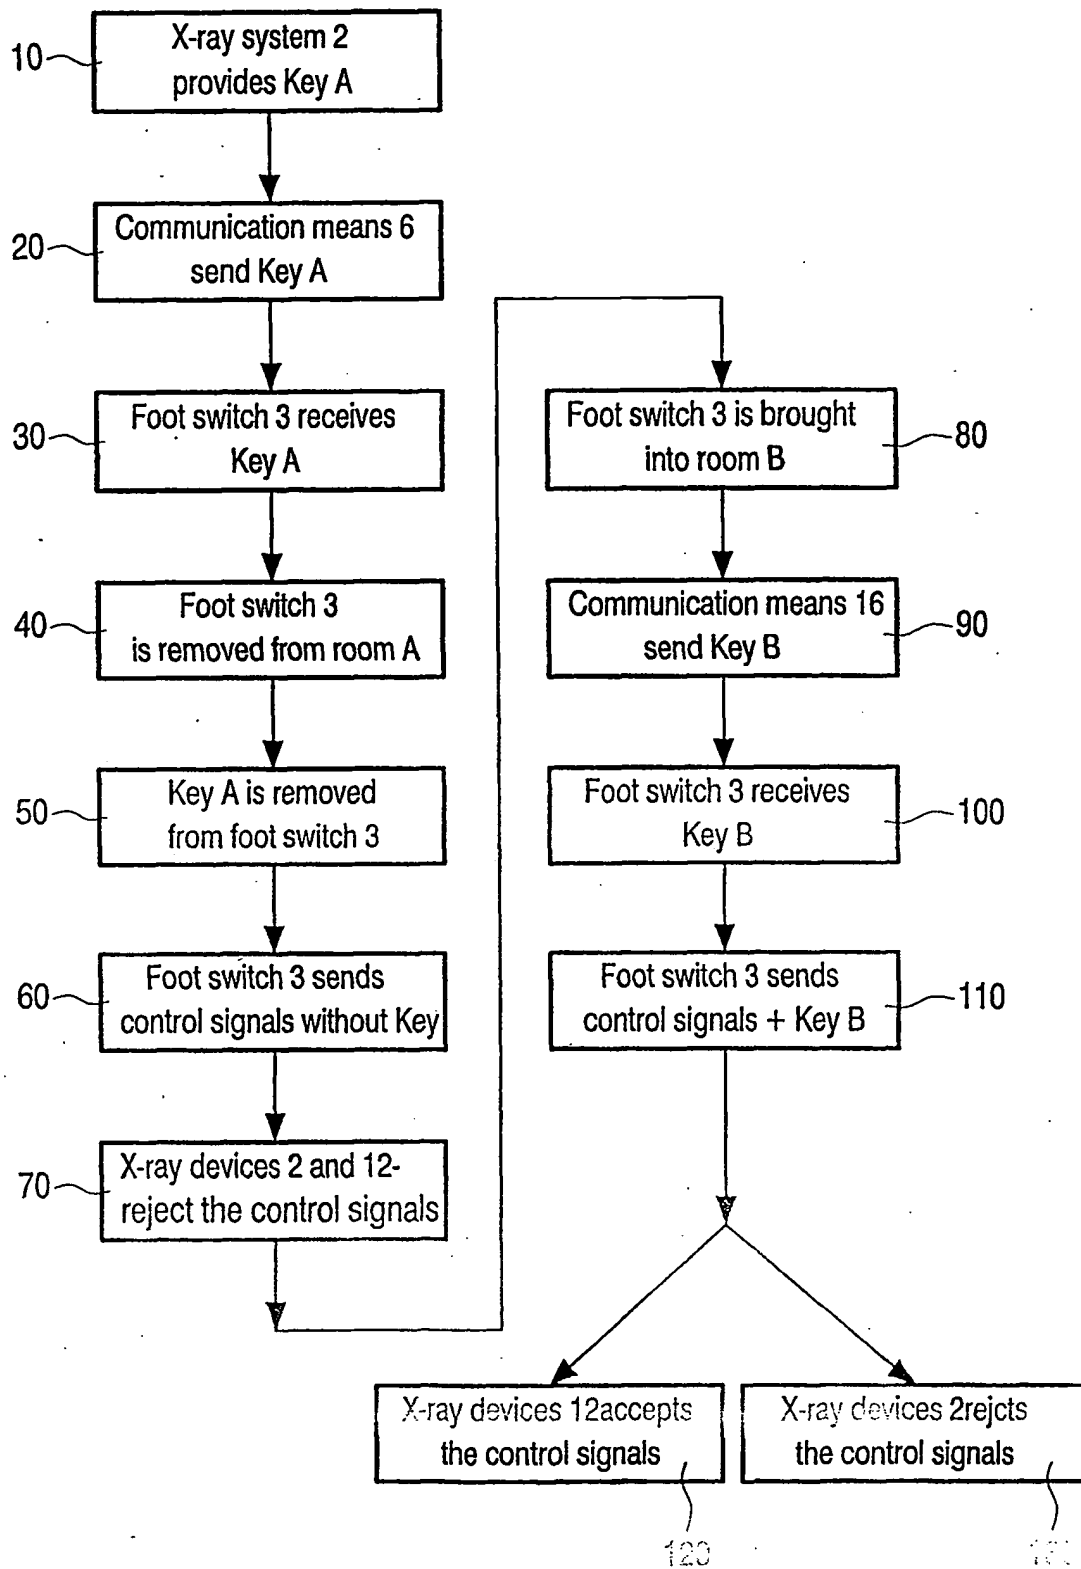 10
X-ray system 2
provides Key A
20
Communication means 6
send Key A
30
Foot switch 3 receives
Key A
40
Foot switch 3
is removed from room A
50
Key A is removed
from foot switch 3
60
Foot switch 3 sends
control signals without Key
70
X-ray devices 2 and 12-
reject the control signals
Foot switch 3 is brought
into room B
80
Communication means 16
send Key B
90
Foot switch 3 receives
Key B
100
Foot switch 3 sends
control signals + Key B
110
X-ray devices 12accepts
the control signals
120
X-ray devices 2rejcts
the control signals